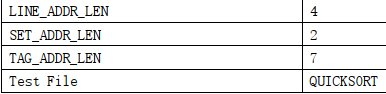 LINE_ADDR_LEN 4
SET_ADDR_LEN 2
TAG_ADDR_LEN 7
Test File QUICKSORT